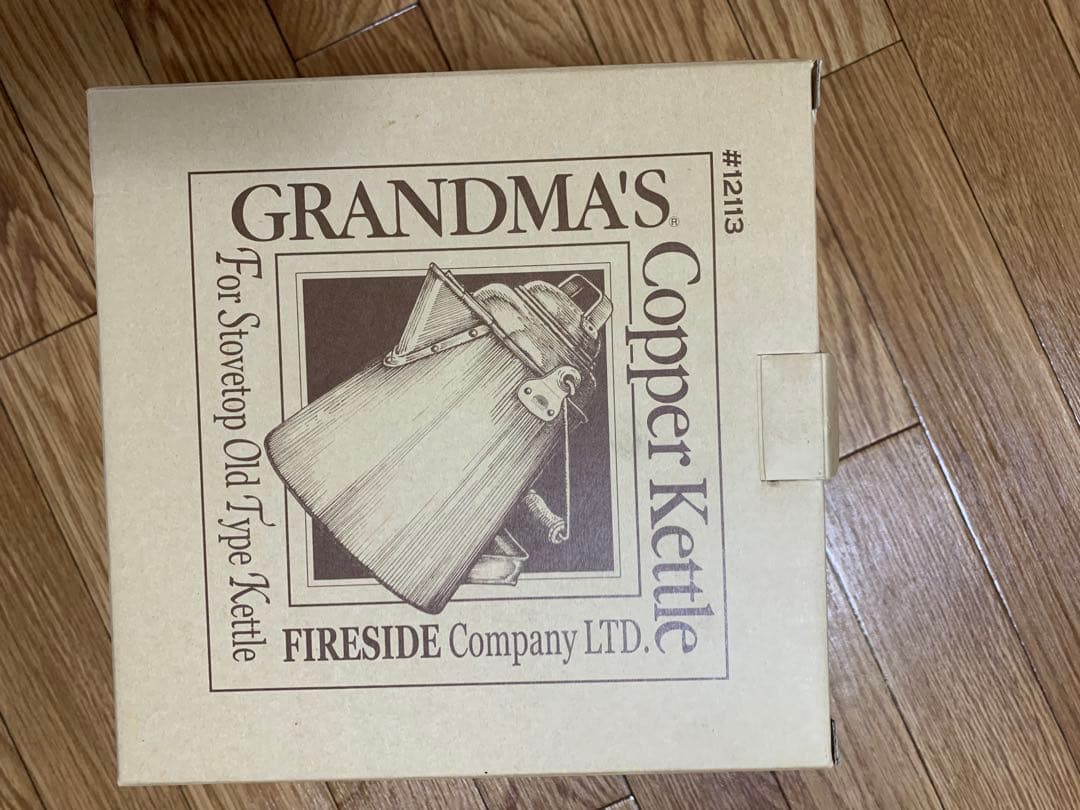 #12113
GRANDMA'S®
Copper Kettle
For Stovetop Old Type Kettle
FIRESIDE Company LTD.